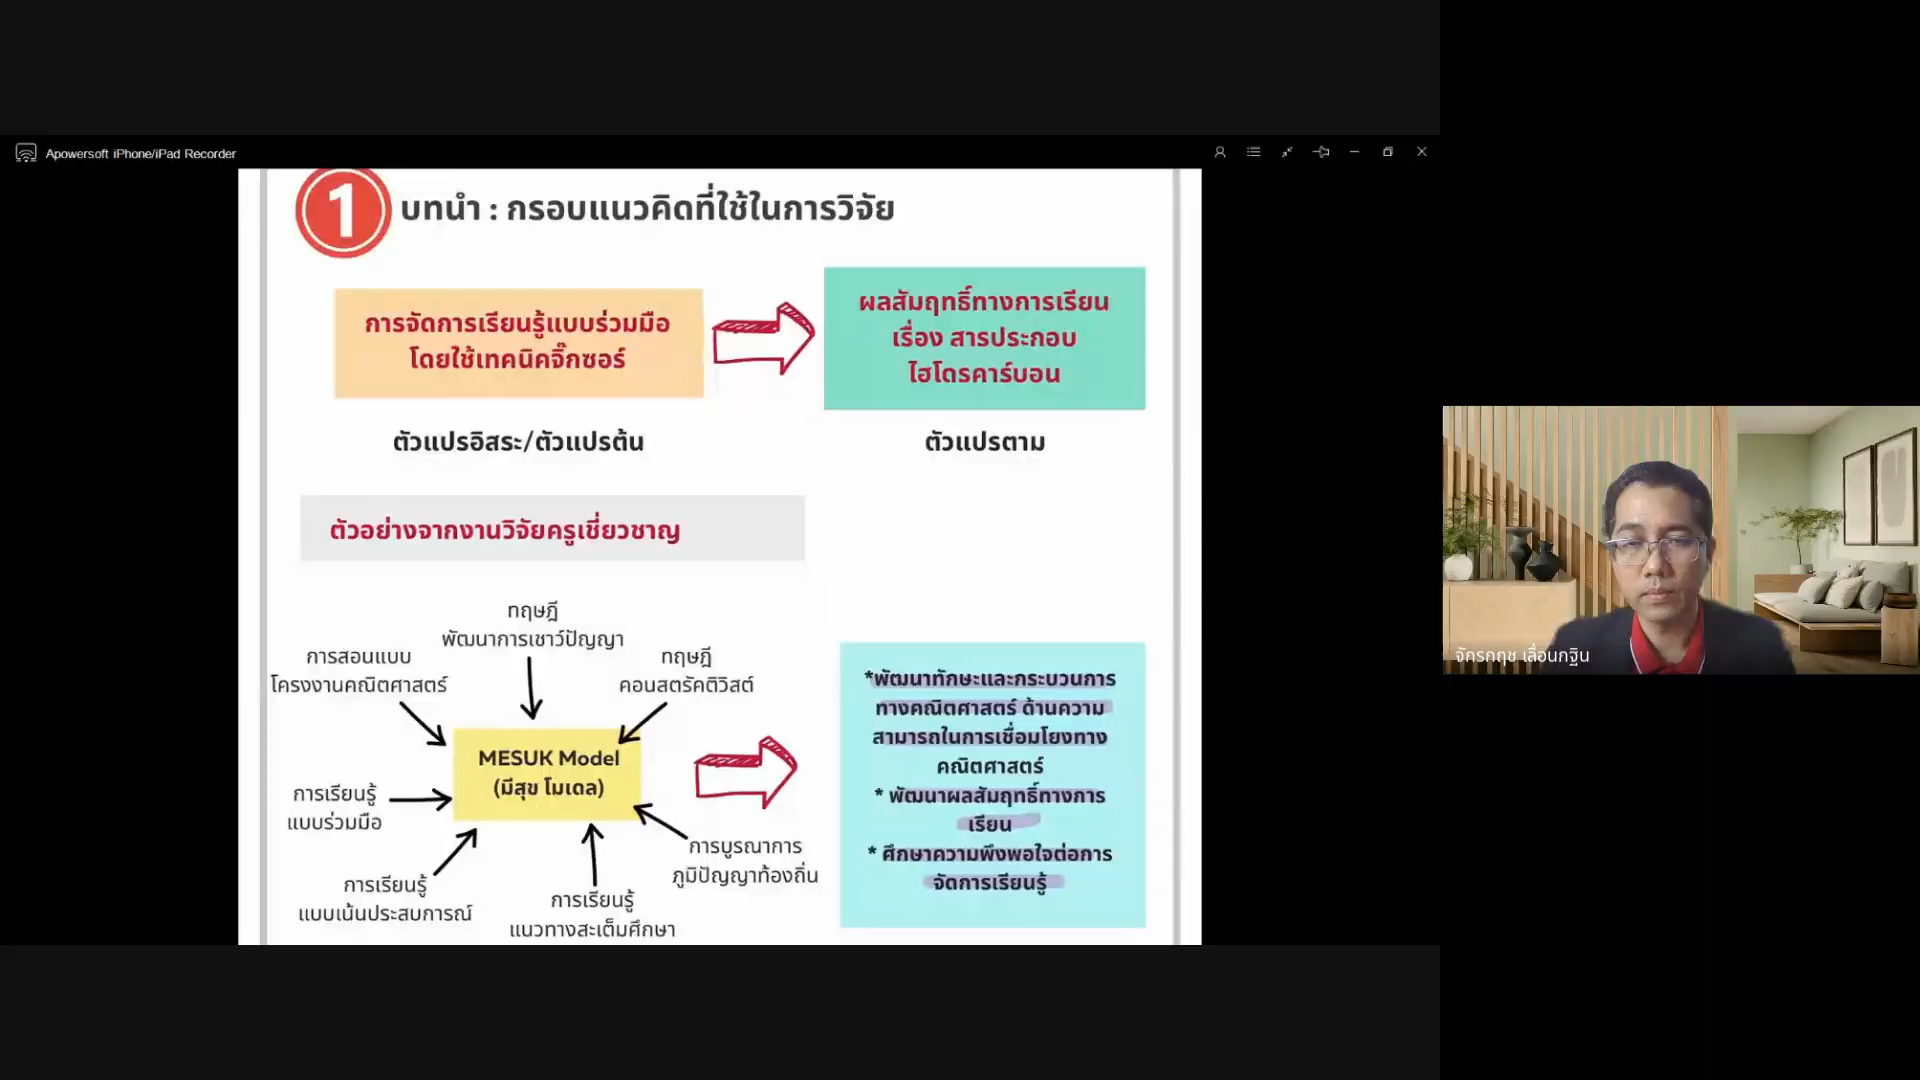 Apowersoft iPhone/iPad Recorder
1
บทนำ : กรอบแนวคิดที่ใช้ในการวิจัย
การจัดการเรียนรู้แบบร่วมมือ
โดยใช้เทคนิคจิ๊กซอร์
ผลสัมฤทธิ์ทางการเรียน
เรื่อง สารประกอบ
ไฮโดรคาร์บอน
ตัวแปรอิสระ/ตัวแปรต้น
ตัวแปรตาม
ตัวอย่างจากงานวิจัยครูเชี่ยวชาญ
ทฤษฎี
พัฒนาการเชาว์ปัญญา
การสอนแบบ
โครงงานคณิตศาสตร์
ทฤษฎี
คอนสตรัคติวิสต์
MESUK Model
(มีสุข โมเดล)
การเรียนรู้
แบบร่วมมือ
การเรียนรู้
แบบเน้นประสบการณ์
การเรียนรู้
แนวทางสะเต็มศึกษา
การบูรณาการ
ภูมิปัญญาท้องถิ่น
*พัฒนาทักษะและกระบวนการ
ทางคณิตศาสตร์ ด้านความ
สามารถในการเชื่อมโยงทาง
คณิตศาสตร์
* พัฒนาผลสัมฤทธิ์ทางการ
เรียน
* ศึกษาความพึงพอใจต่อการ
จัดการเรียนรู้
จักรกฤช เลื่อนกฐิน